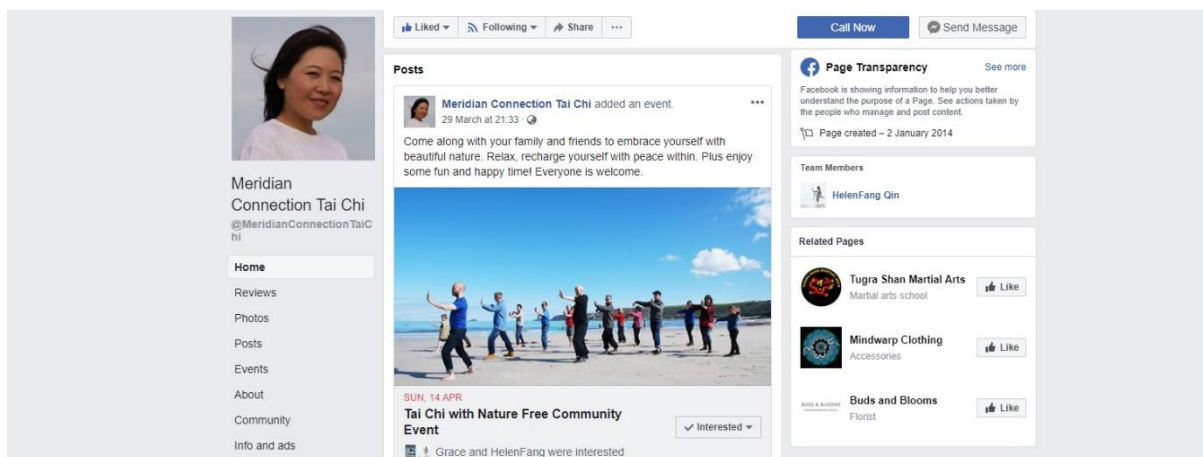 Meridian
Connection Tai Chi
@MeridianConnectionTaiC
hi
Home
Reviews
Photos
Posts
Events
About
Community
Info and ads
Liked
Following
Share
Posts
Meridian Connection Tai Chi added an event.
29 March at 21:33
Come along with your family and friends to embrace yourself with
beautiful nature. Relax, recharge yourself with peace within. Plus enjoy
some fun and happy time! Everyone is welcome.
SUN, 14 APR
Tai Chi with Nature Free Community
Event
Interested
Grace and HelenFang were interested
Call Now
Send Message
Page Transparency
See more
Facebook is showing information to help you better
understand the purpose of a Page. See actions taken by
the people who manage and post content.
Page created – 2 January 2014
Team Members
HelenFang Qin
Related Pages
Tugra Shan Martial Arts
Martial arts school
Like
Mindwarp Clothing
Accessories
Like
BUDS & BLOOMS
Buds and Blooms
Florist
Like